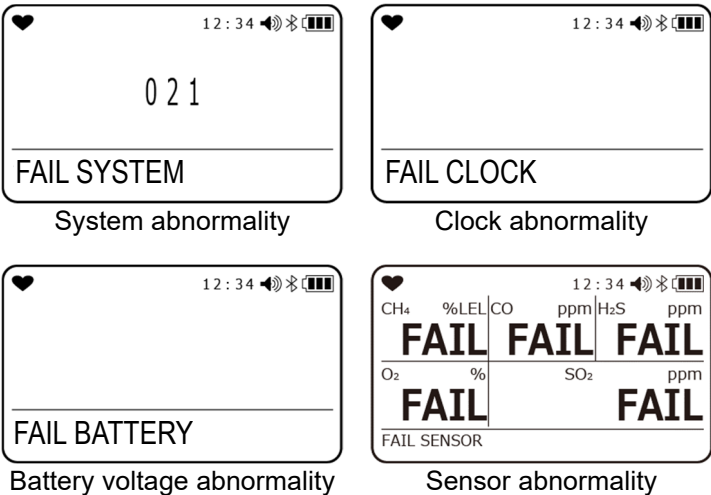 12:34
021
FAIL SYSTEM
System abnormality
12:34
FAIL CLOCK
Clock abnormality
12:34
FAIL BATTERY
Battery voltage abnormality
12:34
CH₄ %LEL CO ppm H₂S ppm
FAIL FAIL FAIL
O₂ % SO₂ ppm
FAIL FAIL
FAIL SENSOR
Sensor abnormality